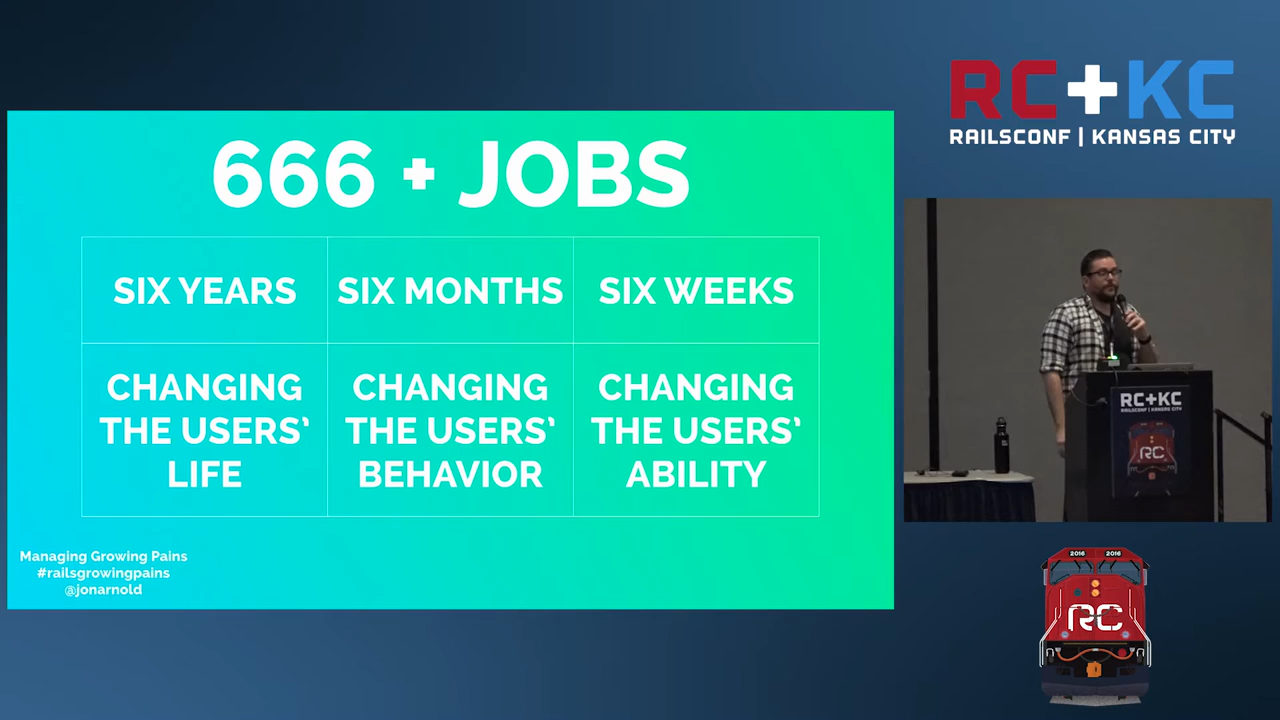 666 + JOBS
SIX YEARS
SIX MONTHS
SIX WEEKS
CHANGING
THE USERS'
LIFE
CHANGING
THE USERS'
BEHAVIOR
CHANGING
THE USERS'
ABILITY
Managing Growing Pains
#railsgrowingpains
@jonarnold
RC+KC
RAILSCONF | KANSAS CITY
RC+KC
RAILSCONF | KANSAS CITY
RC
2016 2016
RC